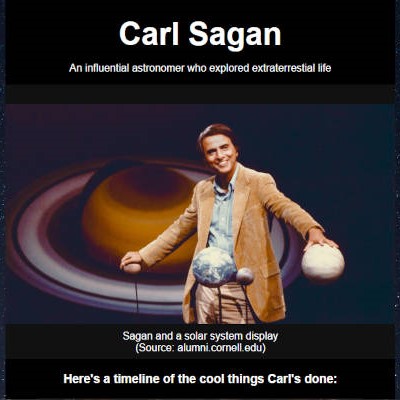 Carl Sagan
An influential astronomer who explored extraterrestial life
Sagan and a solar system display
(Source: alumni.cornell.edu)
Here's a timeline of the cool things Carl's done: